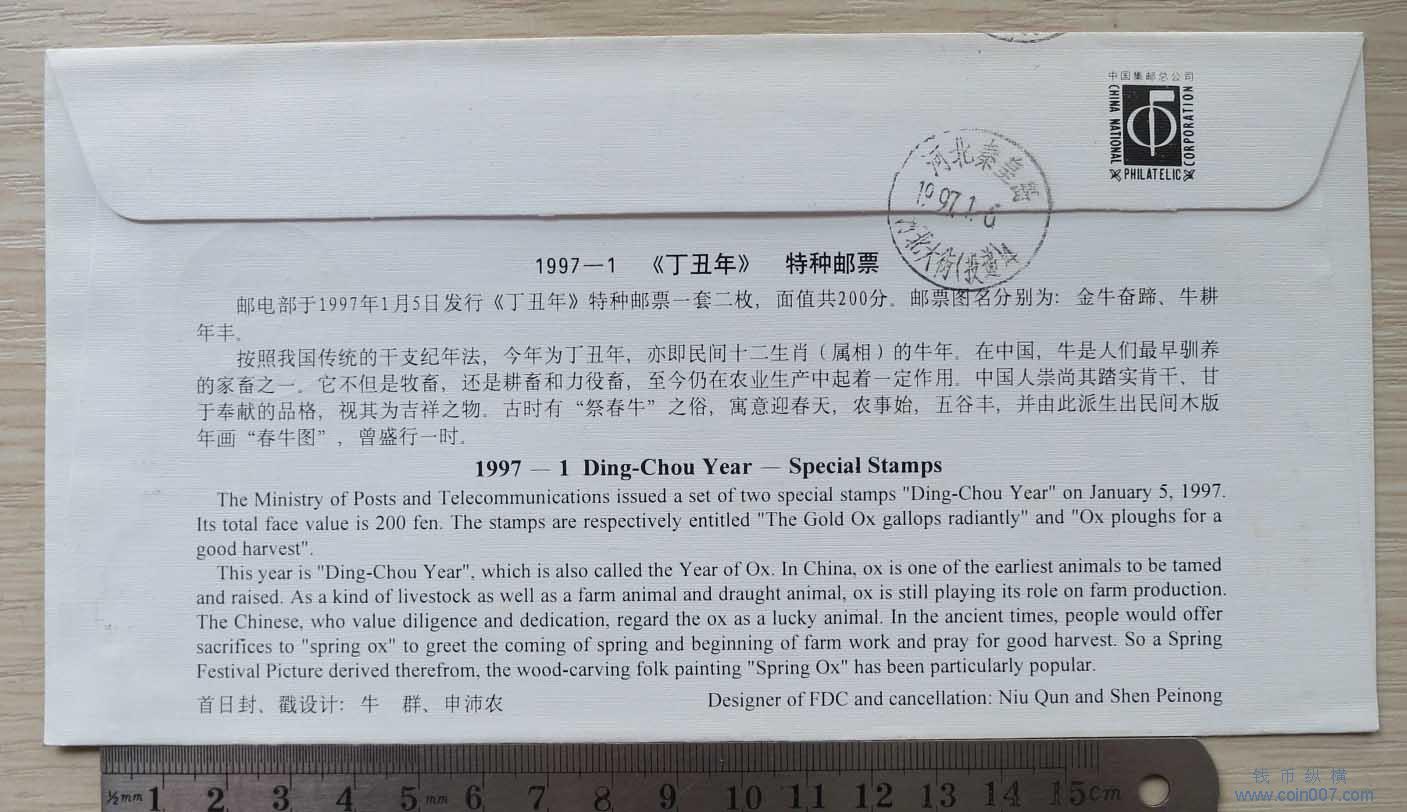 中国集邮总公司
CHINA NATIONAL
PHILATELIC
CORPORATION
河北秦皇岛
1997.1.6
北大街(投递)
1997—1 《丁丑年》 特种邮票
邮电部于1997年1月5日发行《丁丑年》特种邮票一套二枚，面值共200分。邮票图名分别为：金牛奋蹄、牛耕
年丰。
按照我国传统的干支纪年法，今年为丁丑年，亦即民间十二生肖（属相）的牛年。在中国，牛是人们最早驯养
的家畜之一。它不但是牧畜，还是耕畜和力役畜，至今仍在农业生产中起着一定作用。中国人崇尚其踏实肯干、甘
于奉献的品格，视其为吉祥之物。古时有“祭春牛”之俗，寓意迎春天，农事始，五谷丰，并由此派生出民间木版
年画“春牛图”，曾盛行一时。
1997 — 1 Ding-Chou Year — Special Stamps
The Ministry of Posts and Telecommunications issued a set of two special stamps "Ding-Chou Year" on January 5, 1997.
Its total face value is 200 fen. The stamps are respectively entitled "The Gold Ox gallops radiantly" and "Ox ploughs for a
good harvest".
This year is "Ding-Chou Year", which is also called the Year of Ox. In China, ox is one of the earliest animals to be tamed
and raised. As a kind of livestock as well as a farm animal and draught animal, ox is still playing its role on farm production.
The Chinese, who value diligence and dedication, regard the ox as a lucky animal. In the ancient times, people would offer
sacrifices to "spring ox" to greet the coming of spring and beginning of farm work and pray for good harvest. So a Spring
Festival Picture derived therefrom, the wood-carving folk painting "Spring Ox" has been particularly popular.
首日封、戳设计：牛 群、申沛农
Designer of FDC and cancellation: Niu Qun and Shen Peinong
½mm 1 2 3 4 5mm 6 7 8 9 10 11 12 13 14 15cm
钱币纵横
www.coin007.com